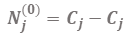 $N_j^{(0)} = C_j - C_j$